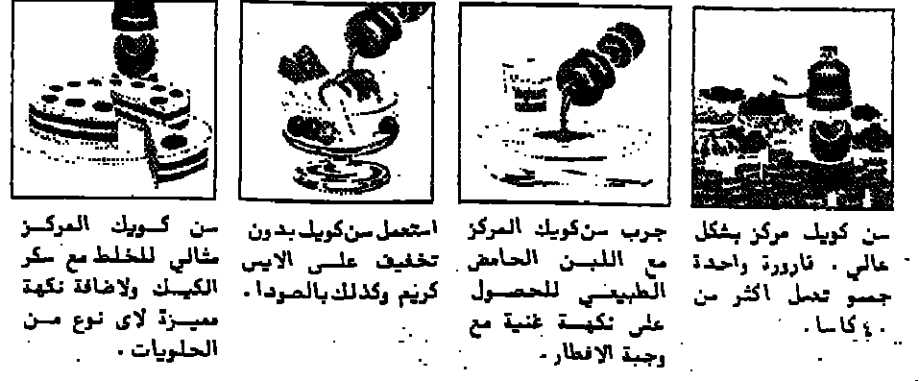 Yoghurt
سن كويك مركز بشكل
عالي. قارورة واحدة
جمبو تعمل اكثر من
٤٠ كاسا.
جرب سن كويك المركز
مع اللبن الحامض
الطبيعي للحصول
على نكهة غنية مع
وجبة الافطار.
استعمل سن كويك بدون
تخفيف على الايس
كريم وكذلك بالصودا.
سن كويك المركز
مثالي للخلط مع سكر
الكيك ولاضافة نكهة
مميزة لاى نوع من
الحلويات.